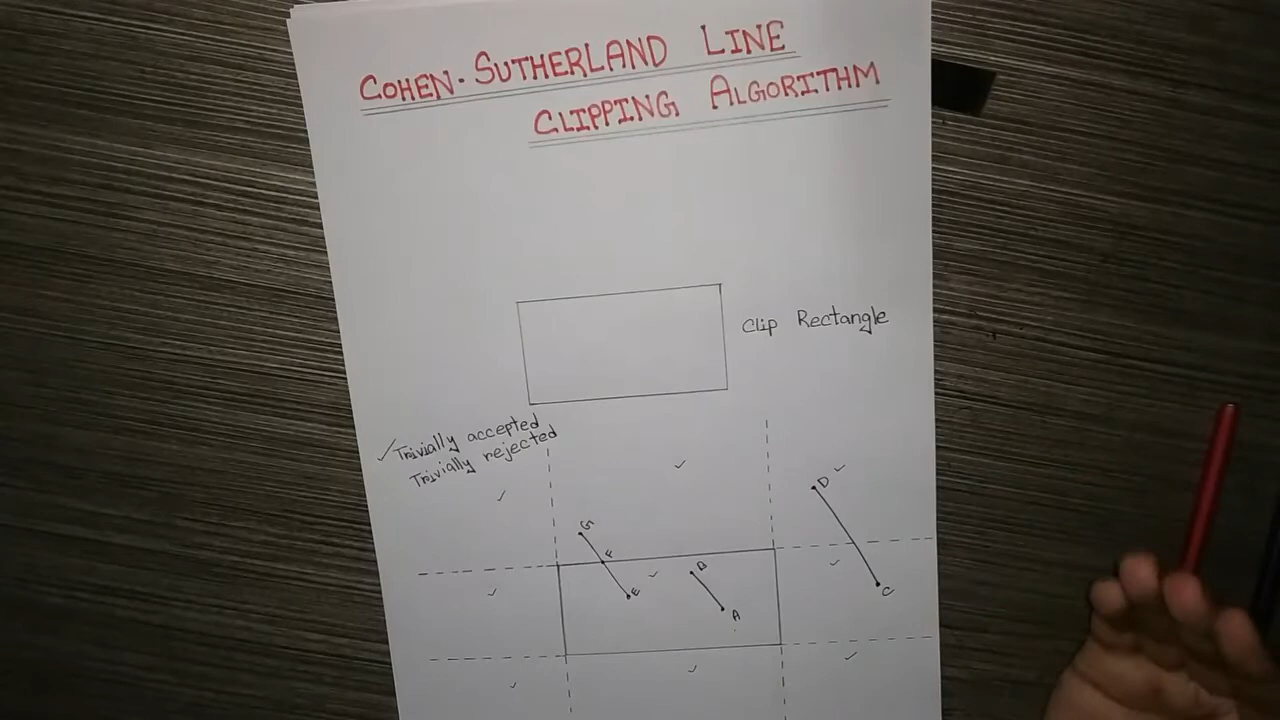 COHEN-SUTHERLAND LINE
CLIPPING ALGORITHM
Clip Rectangle
✓Trivially accepted
Trivially rejected
D
G
F
B
E
C
A